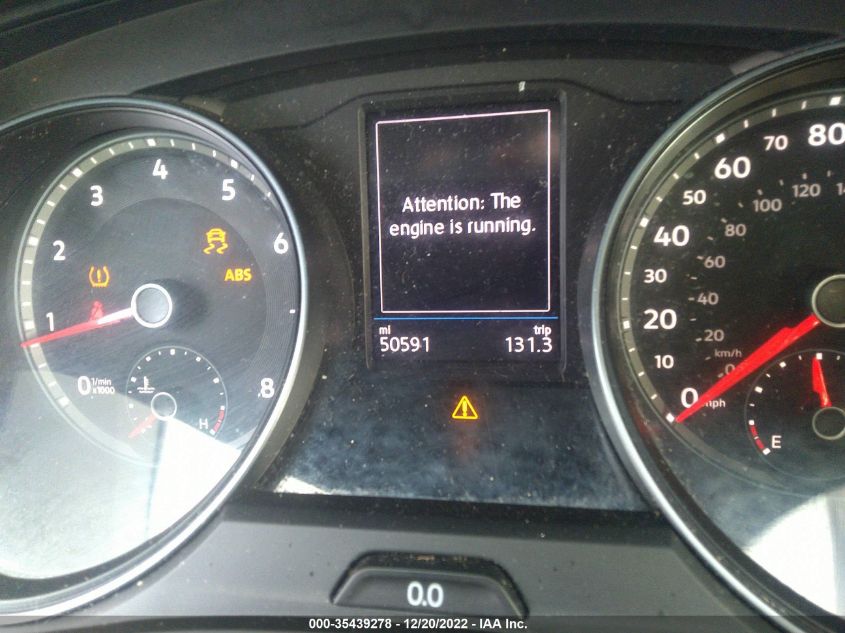 Attention: The
engine is running.
mi trip
50591 131.3
0 1 2 3 4 5 6 8
1/min
x1000
H
ABS
0 10 20 30 40 50 60 70 80
0 20 40 60 80 100 120
km/h
mph
E
0.0
000-35439278 - 12/20/2022 - IAA Inc.